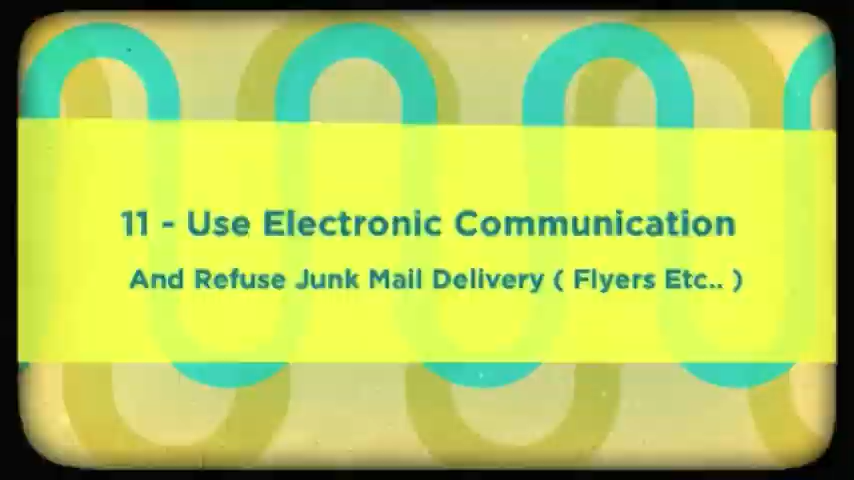 11 - Use Electronic Communication
And Refuse Junk Mail Delivery ( Flyers Etc.. )